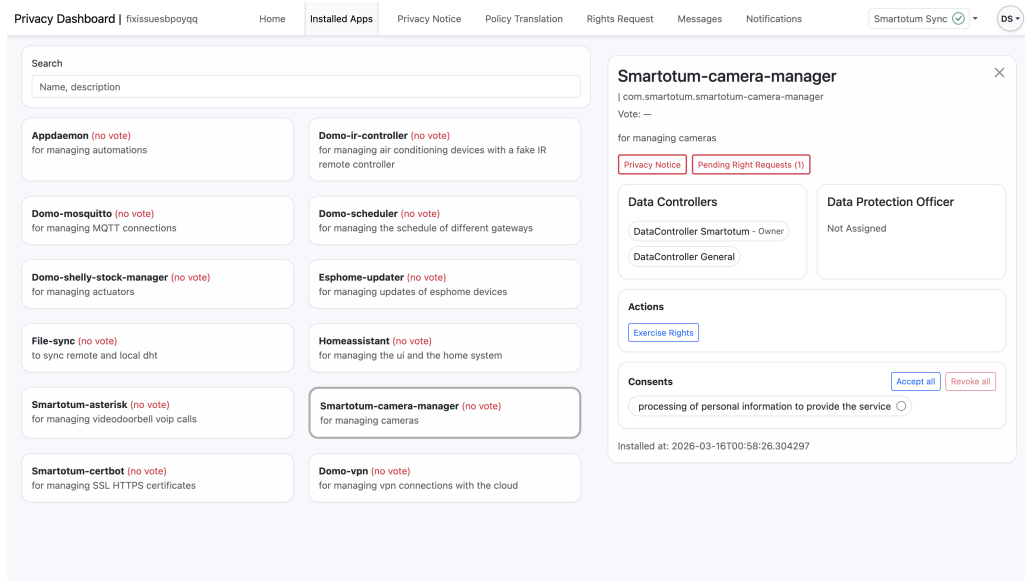 Privacy Dashboard | fixissuesbpoyqq
Home
Installed Apps
Privacy Notice
Policy Translation
Rights Request
Messages
Notifications
Smartotum Sync
DS
Search
Name, description
Appdaemon (no vote)
for managing automations
Domo-ir-controller (no vote)
for managing air conditioning devices with a fake IR
remote controller
Domo-mosquitto (no vote)
for managing MQTT connections
Domo-scheduler (no vote)
for managing the schedule of different gateways
Domo-shelly-stock-manager (no vote)
for managing actuators
Esphome-updater (no vote)
for managing updates of esphome devices
File-sync (no vote)
to sync remote and local dht
Homeassistant (no vote)
for managing the ui and the home system
Smartotum-asterisk (no vote)
for managing videodoorbell voip calls
Smartotum-camera-manager (no vote)
for managing cameras
Smartotum-certbot (no vote)
for managing SSL HTTPS certificates
Domo-vpn (no vote)
for managing vpn connections with the cloud
Smartotum-camera-manager
| com.smartotum.smartotum-camera-manager
Vote: —
for managing cameras
Privacy Notice
Pending Right Requests (1)
Data Controllers
DataController Smartotum - Owner
DataController General
Data Protection Officer
Not Assigned
Actions
Exercise Rights
Consents
Accept all
Revoke all
processing of personal information to provide the service
Installed at: 2026-03-16T00:58:26.304297